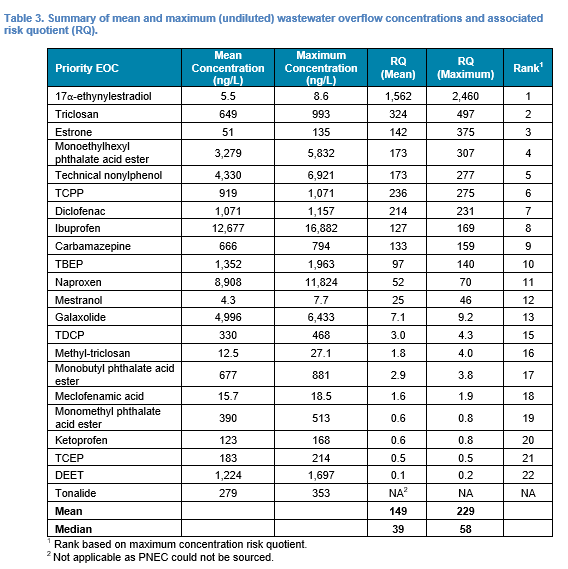 Table 3. Summary of mean and maximum (undiluted) wastewater overflow concentrations and associated
risk quotient (RQ).
Priority EOC Mean Concentration (ng/L) Maximum Concentration (ng/L) RQ (Mean) RQ (Maximum) Rank1
17α-ethynylestradiol 5.5 8.6 1,562 2,460 1
Triclosan 649 993 324 497 2
Estrone 51 135 142 375 3
Monoethylhexyl phthalate acid ester 3,279 5,832 173 307 4
Technical nonylphenol 4,330 6,921 173 277 5
TCPP 919 1,071 236 275 6
Diclofenac 1,071 1,157 214 231 7
Ibuprofen 12,677 16,882 127 169 8
Carbamazepine 666 794 133 159 9
TBEP 1,352 1,963 97 140 10
Naproxen 8,908 11,824 52 70 11
Mestranol 4.3 7.7 25 46 12
Galaxolide 4,996 6,433 7.1 9.2 13
TDCP 330 468 3.0 4.3 15
Methyl-triclosan 12.5 27.1 1.8 4.0 16
Monobutyl phthalate acid ester 677 881 2.9 3.8 17
Meclofenamic acid 15.7 18.5 1.6 1.9 18
Monomethyl phthalate acid ester 390 513 0.6 0.8 19
Ketoprofen 123 168 0.6 0.8 20
TCEP 183 214 0.5 0.5 21
DEET 1,224 1,697 0.1 0.2 22
Tonalide 279 353 NA2 NA NA
Mean 149 229
Median 39 58
1 Rank based on maximum concentration risk quotient.
2 Not applicable as PNEC could not be sourced.